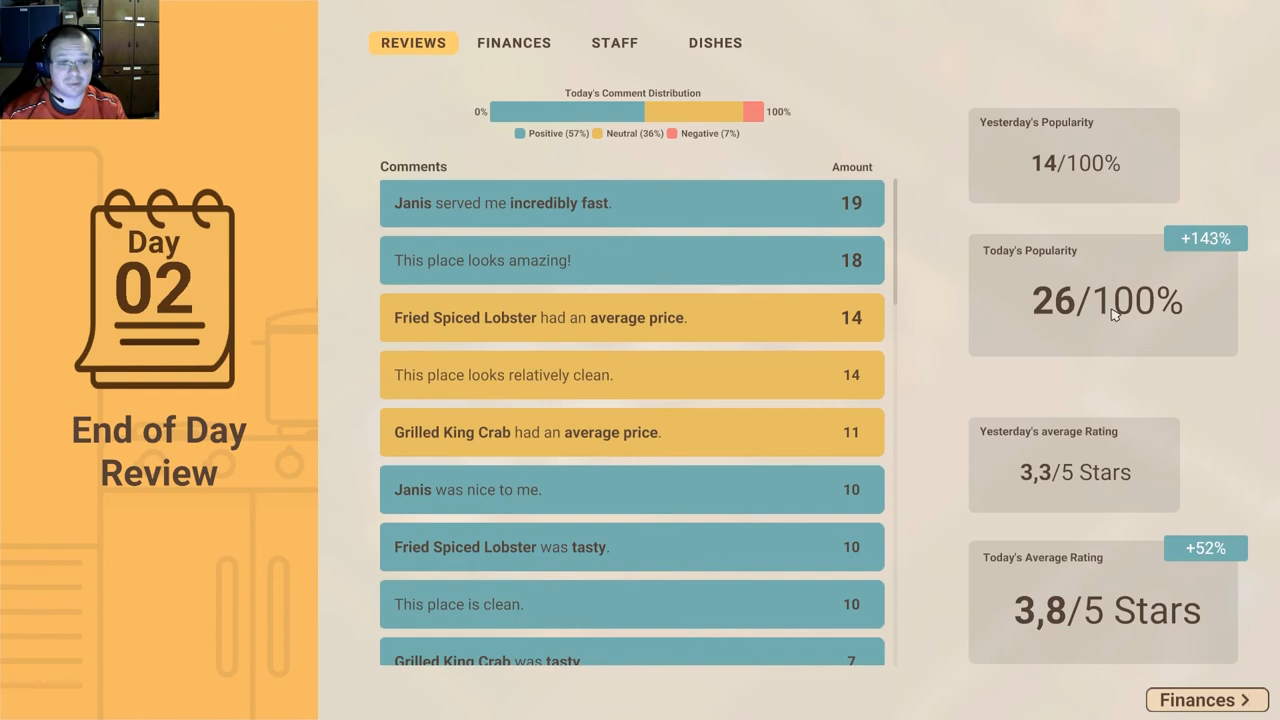 REVIEWS FINANCES STAFF DISHES
Today's Comment Distribution
0% 100%
Positive (57%) Neutral (36%) Negative (7%)
Comments Amount
Janis served me incredibly fast. 19
This place looks amazing! 18
Fried Spiced Lobster had an average price. 14
This place looks relatively clean. 14
Grilled King Crab had an average price. 11
Janis was nice to me. 10
Fried Spiced Lobster was tasty. 10
This place is clean. 10
Grilled King Crab was tasty 7
Day
02
End of Day
Review
Yesterday's Popularity
14/100%
+143%
Today's Popularity
26/100%
Yesterday's average Rating
3,3/5 Stars
+52%
Today's Average Rating
3,8/5 Stars
Finances >